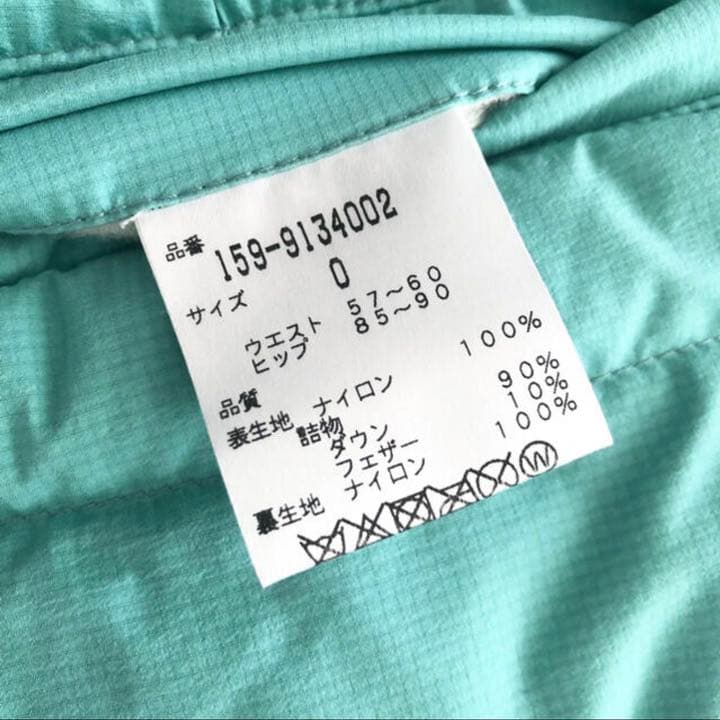 品番 159-9134002
サイズ 0
ウエスト 57～60
ヒップ 85～90
品質
表生地 ナイロン 100%
詰物
ダウン 90%
フェザー 10%
裏生地 ナイロン 100%
W